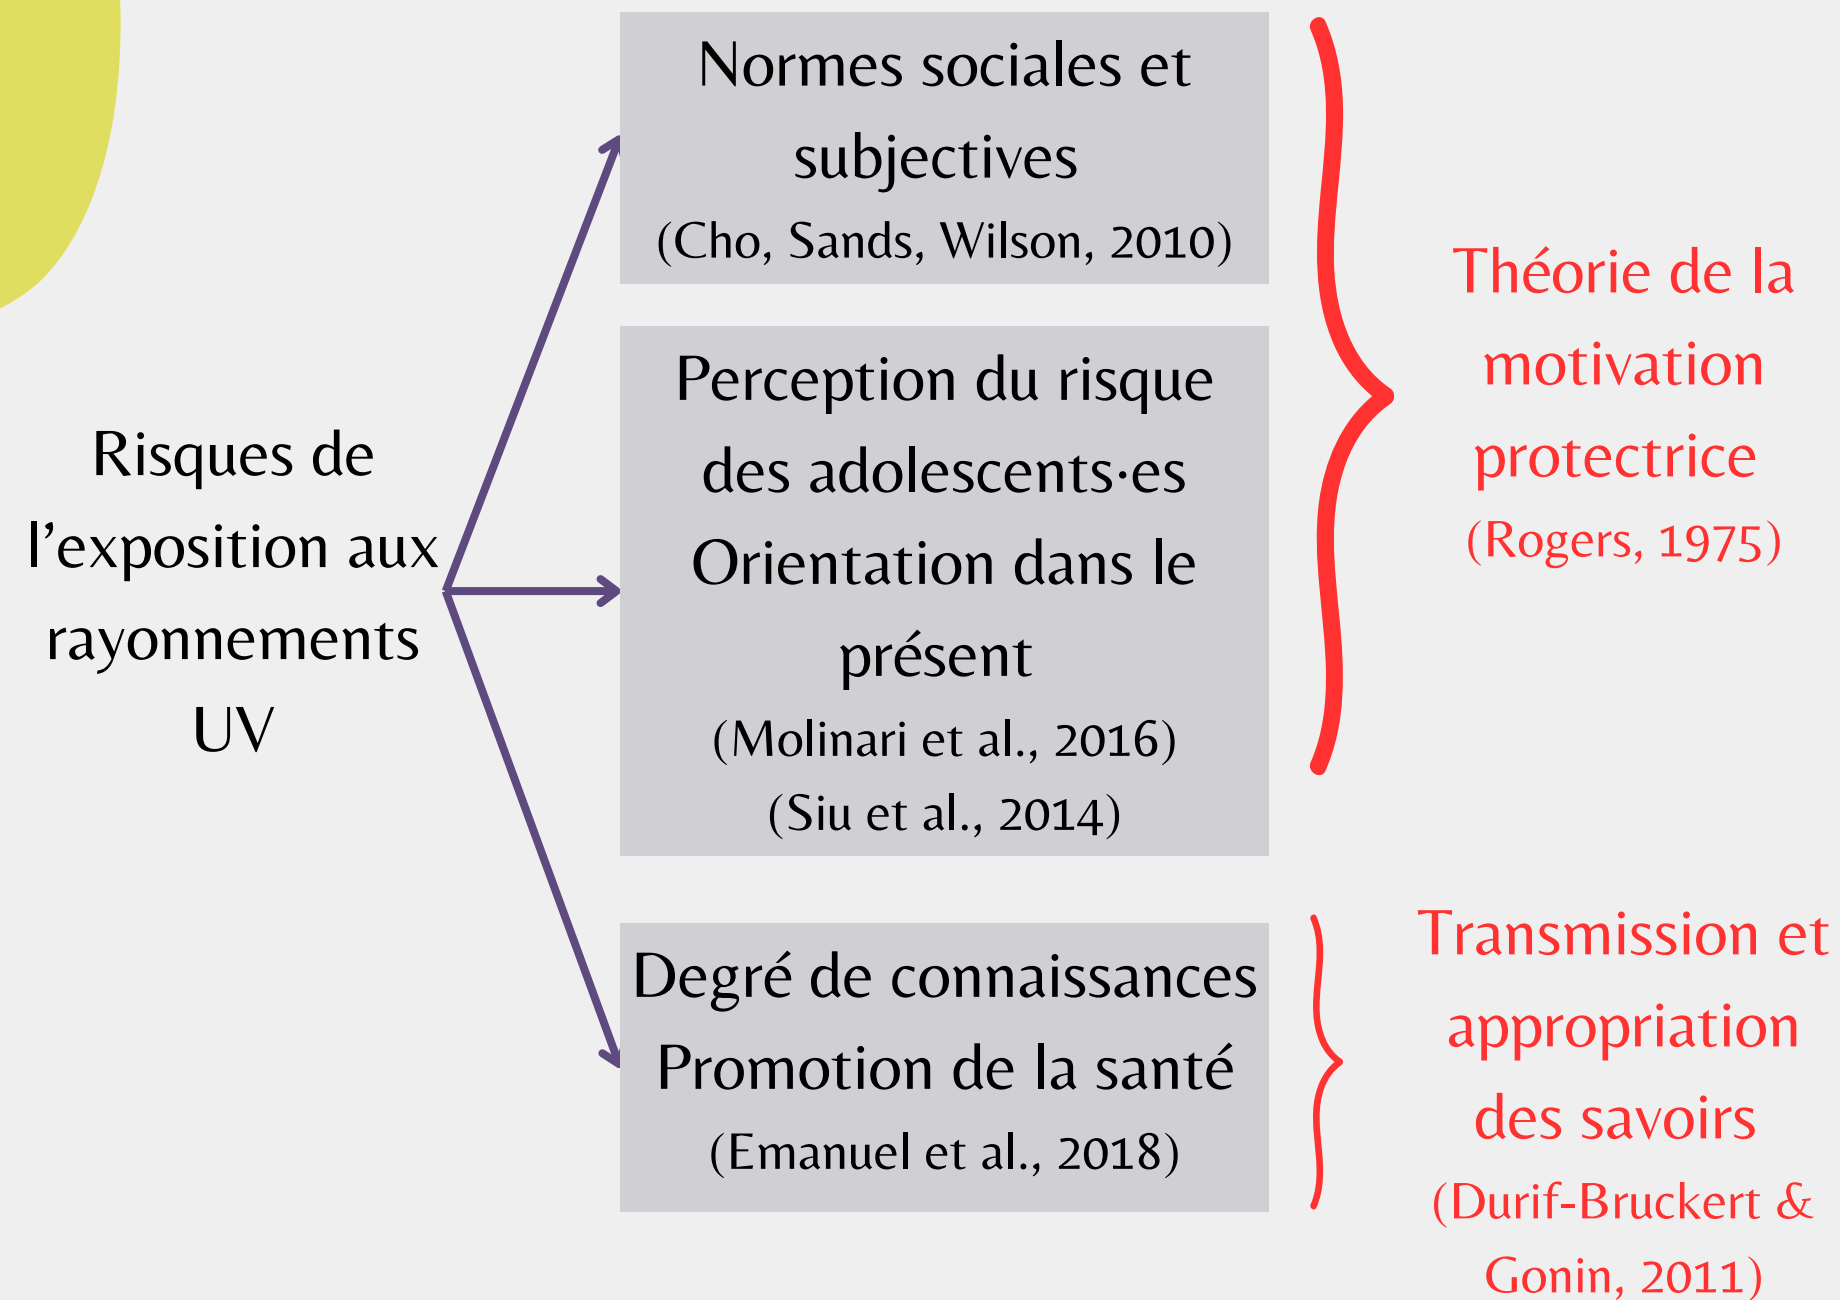 Risques de
l’exposition aux
rayonnements
UV
Normes sociales et
subjectives
(Cho, Sands, Wilson, 2010)
Perception du risque
des adolescents·es
Orientation dans le
présent
(Molinari et al., 2016)
(Siu et al., 2014)
Degré de connaissances
Promotion de la santé
(Emanuel et al., 2018)
Théorie de la
motivation
protectrice
(Rogers, 1975)
Transmission et
appropriation
des savoirs
(Durif-Bruckert &
Gonin, 2011)